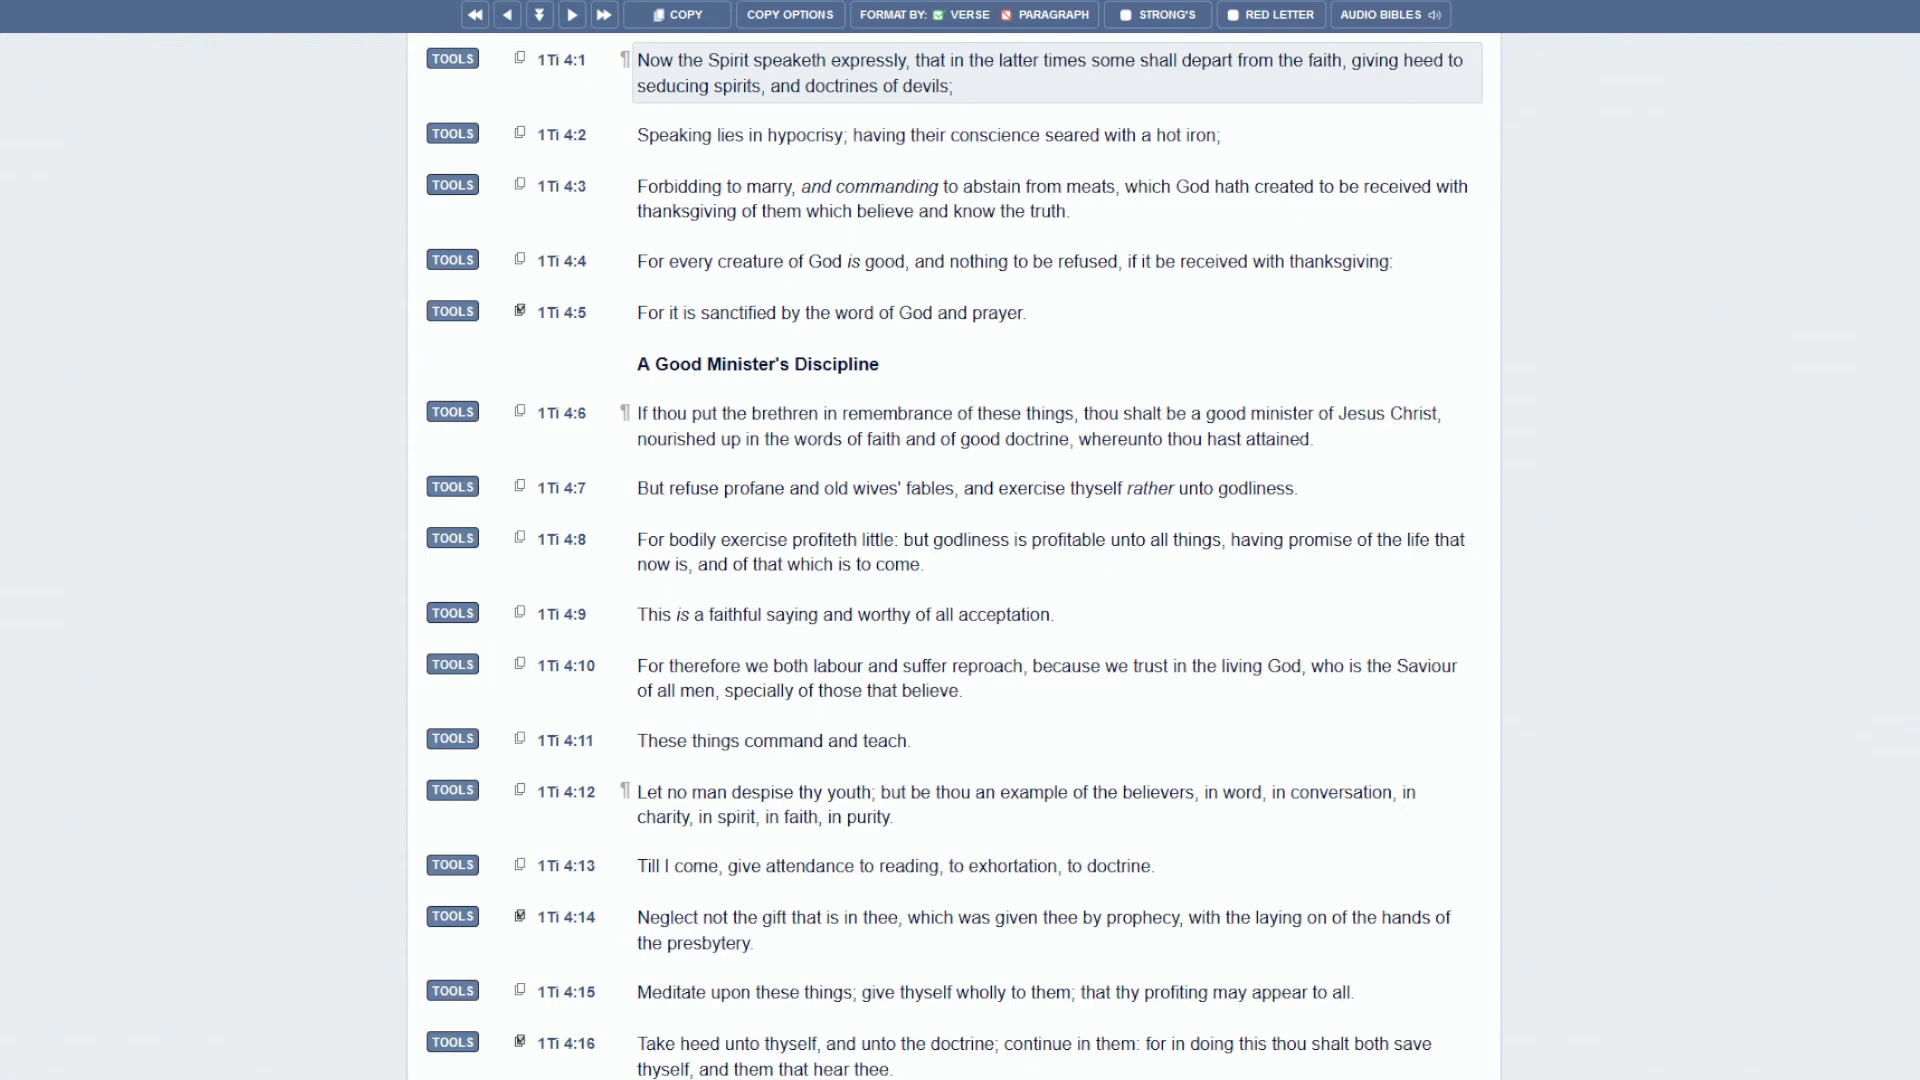 COPY COPY OPTIONS FORMAT BY: VERSE PARAGRAPH STRONG'S RED LETTER AUDIO BIBLES
TOOLS 1Ti 4:1 ¶ Now the Spirit speaketh expressly, that in the latter times some shall depart from the faith, giving heed to
seducing spirits, and doctrines of devils;
TOOLS 1Ti 4:2 Speaking lies in hypocrisy; having their conscience seared with a hot iron;
TOOLS 1Ti 4:3 Forbidding to marry, and commanding to abstain from meats, which God hath created to be received with
thanksgiving of them which believe and know the truth.
TOOLS 1Ti 4:4 For every creature of God is good, and nothing to be refused, if it be received with thanksgiving:
TOOLS 1Ti 4:5 For it is sanctified by the word of God and prayer.
A Good Minister's Discipline
TOOLS 1Ti 4:6 ¶ If thou put the brethren in remembrance of these things, thou shalt be a good minister of Jesus Christ,
nourished up in the words of faith and of good doctrine, whereunto thou hast attained.
TOOLS 1Ti 4:7 But refuse profane and old wives' fables, and exercise thyself rather unto godliness.
TOOLS 1Ti 4:8 For bodily exercise profiteth little: but godliness is profitable unto all things, having promise of the life that
now is, and of that which is to come.
TOOLS 1Ti 4:9 This is a faithful saying and worthy of all acceptation.
TOOLS 1Ti 4:10 For therefore we both labour and suffer reproach, because we trust in the living God, who is the Saviour
of all men, specially of those that believe.
TOOLS 1Ti 4:11 These things command and teach.
TOOLS 1Ti 4:12 ¶ Let no man despise thy youth; but be thou an example of the believers, in word, in conversation, in
charity, in spirit, in faith, in purity.
TOOLS 1Ti 4:13 Till I come, give attendance to reading, to exhortation, to doctrine.
TOOLS 1Ti 4:14 Neglect not the gift that is in thee, which was given thee by prophecy, with the laying on of the hands of
the presbytery.
TOOLS 1Ti 4:15 Meditate upon these things; give thyself wholly to them; that thy profiting may appear to all.
TOOLS 1Ti 4:16 Take heed unto thyself, and unto the doctrine; continue in them: for in doing this thou shalt both save
thyself, and them that hear thee.